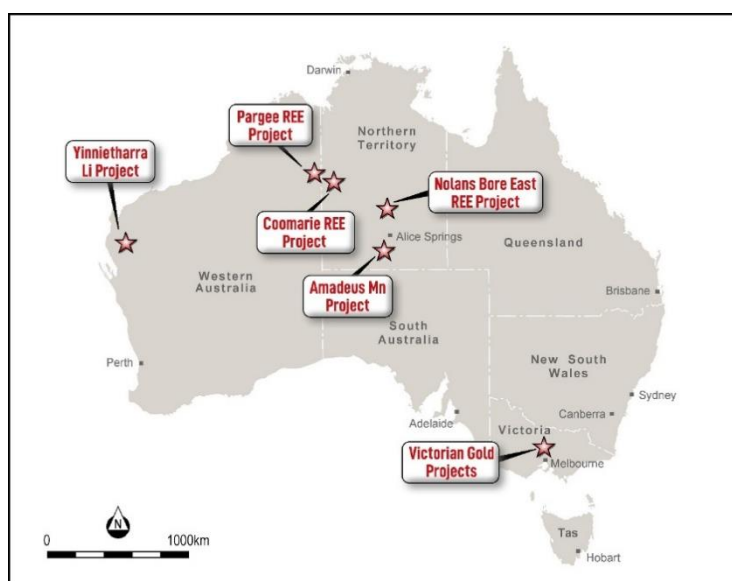 Darwin
Pargee REE
Project
Northern
Territory
Yinnietharra
Li Project
Nolans Bore East
REE Project
Coomarie REE
Project
Alice Springs
Queensland
Western
Australia
Amadeus Mn
Project
Brisbane
South
Australia
Perth
New South
Wales
Sydney
Canberra
Adelaide
Victoria
Victorian Gold
Projects
Melbourne
N
0 1000km
Tas
Hobart